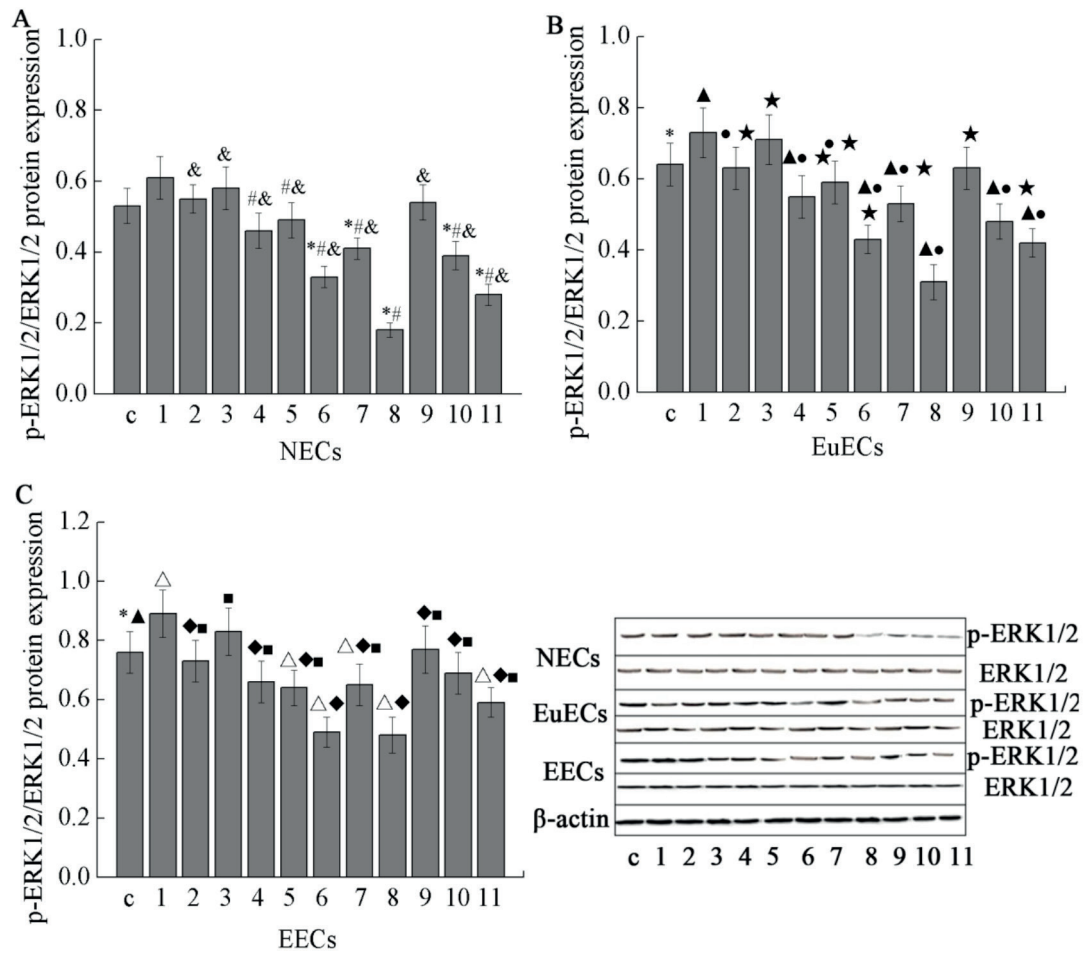 A
p-ERK1/2/ERK1/2 protein expression
1.0
0.8
0.6
0.4
0.2
0.0
& & #& #& *#& *#& *# & *#& *#&
c 1 2 3 4 5 6 7 8 9 10 11
NECs
B
p-ERK1/2/ERK1/2 protein expression
1.0
0.8
0.6
0.4
0.2
0.0
* ▲ ●★ ★ ▲● ★●★ ▲●★ ▲●★ ▲● ★ ▲●★ ▲●
c 1 2 3 4 5 6 7 8 9 10 11
EuECs
C
p-ERK1/2/ERK1/2 protein expression
1.2
1.0
0.8
0.6
0.4
0.2
0.0
*▲ △ ◆■ ■ ◆■ △◆■ △◆ △◆■ △◆ ◆■ ◆■ △◆■
c 1 2 3 4 5 6 7 8 9 10 11
EECs
NECs
p-ERK1/2
ERK1/2
EuECs
p-ERK1/2
ERK1/2
EECs
p-ERK1/2
ERK1/2
β-actin
c 1 2 3 4 5 6 7 8 9 10 11